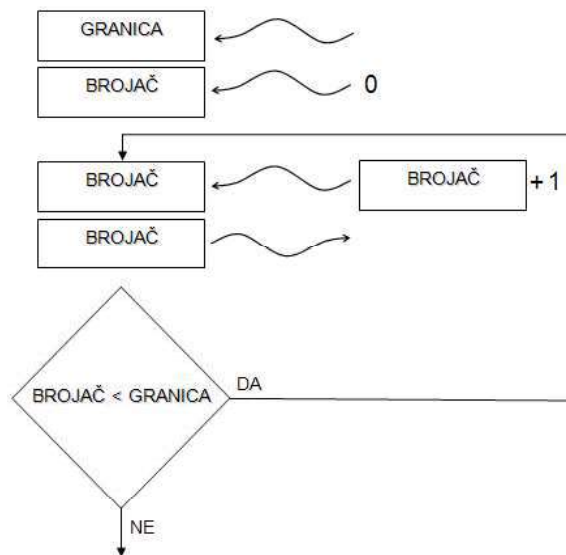 GRANICA
BROJAČ 0
BROJAČ BROJAČ + 1
BROJAČ
BROJAČ < GRANICA DA
NE